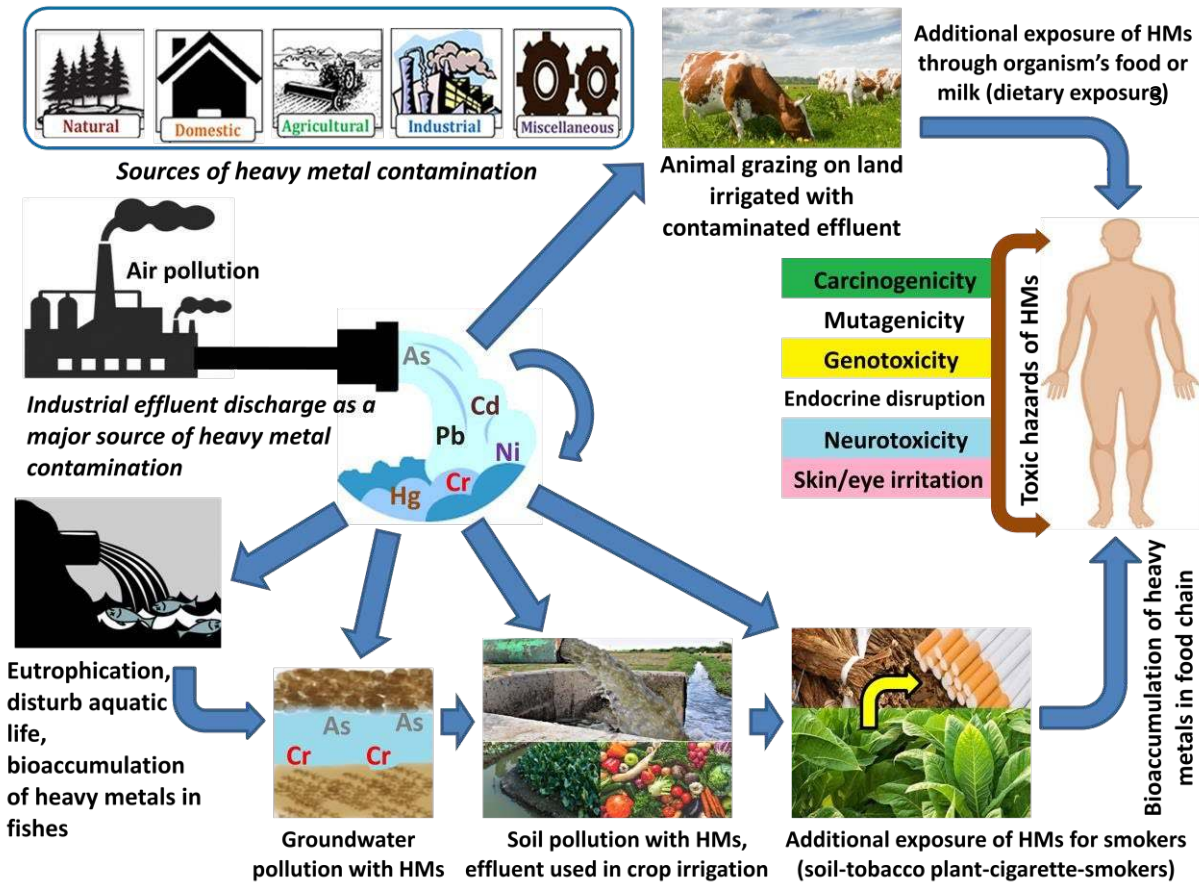 Natural
Domestic
Agricultural
Industrial
Miscellaneous
Sources of heavy metal contamination
Air pollution
Industrial effluent discharge as a
major source of heavy metal
contamination
As
Cd
Pb
Ni
Cr
Hg
Animal grazing on land
irrigated with
contaminated effluent
Additional exposure of HMs
through organism's food or
milk (dietary exposure)
s
Carcinogenicity
Mutagenicity
Genotoxicity
Endocrine disruption
Neurotoxicity
Skin/eye irritation
Toxic hazards of HMs
Eutrophication,
disturb aquatic
life,
bioaccumulation
of heavy metals in
fishes
As As
Cr Cr
Groundwater
pollution with HMs
Soil pollution with HMs,
effluent used in crop irrigation
Additional exposure of HMs for smokers
(soil-tobacco plant-cigarette-smokers)
Bioaccumulation of heavy
metals in food chain